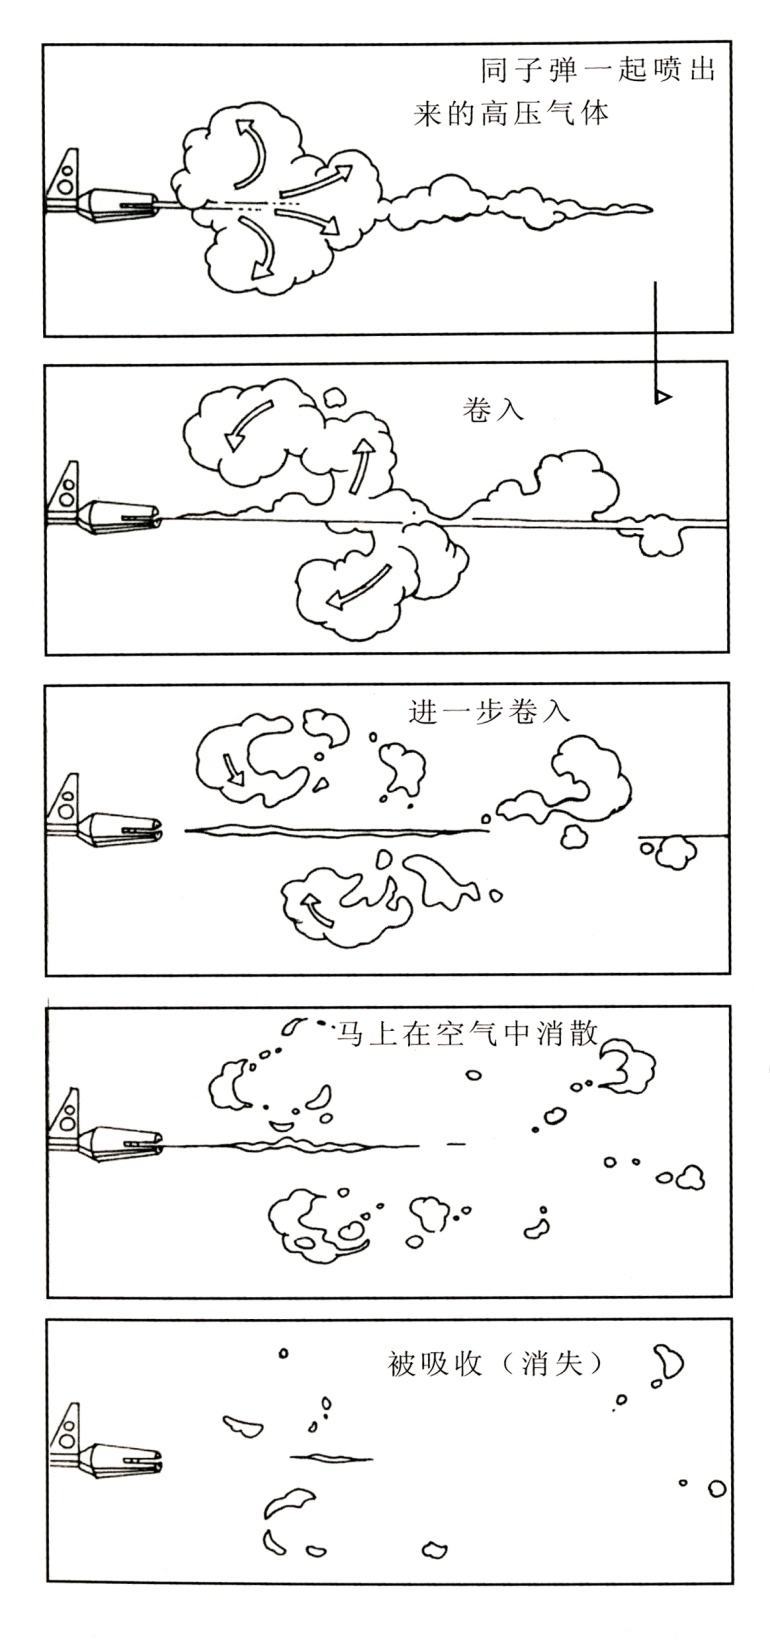 同子弹一起喷出
来的高压气体
卷入
进一步卷入
马上在空气中消散
被吸收（消失）